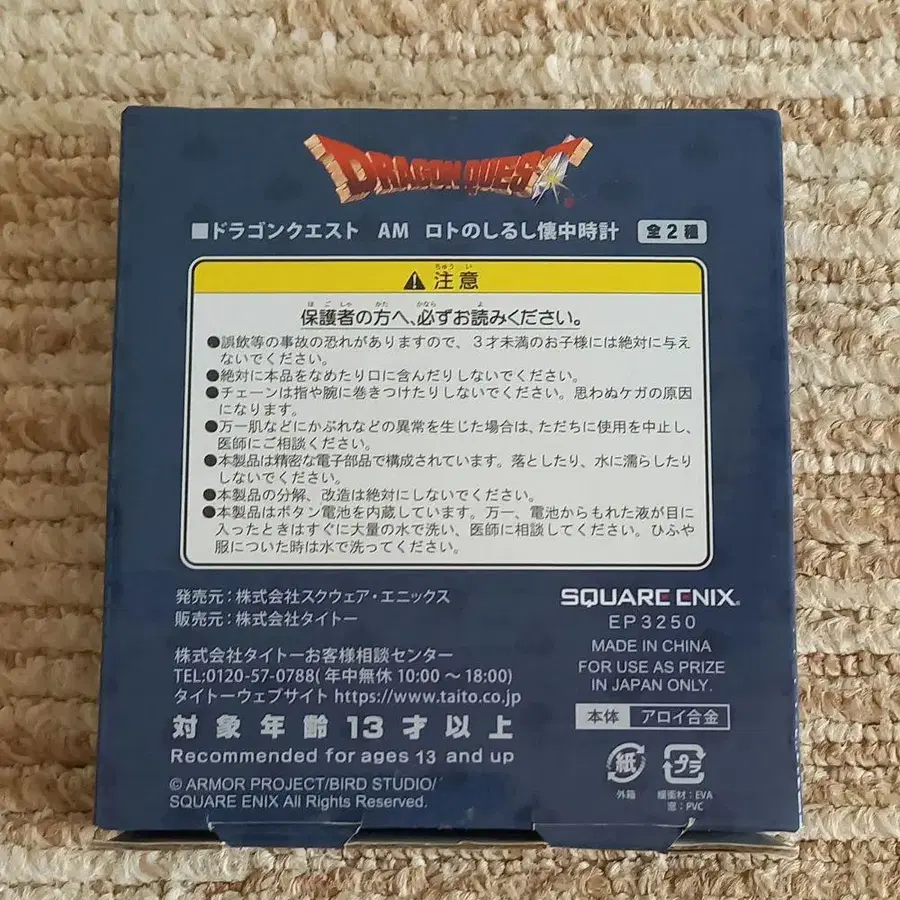 DRAGON QUEST
■ドラゴンクエスト AM ロトのしるし懐中時計 全2種
ちゅうい
注意
ほごしゃ かた かなら よ
保護者の方へ、必ずお読みください。
●誤飲等の事故の恐れがありますので、3才未満のお子様には絶対に与え
ないでください。
●絶対に本品をなめたり口に含んだりしないでください。
●チェーンは指や腕に巻きつけたりしないでください。思わぬケガの原因
になります。
●万一肌などにかぶれなどの異常を生じた場合は、ただちに使用を中止し、
医師にご相談ください。
●本製品は精密な電子部品で構成されています。落としたり、水に濡らしたり
しないでください。
●本製品の分解、改造は絶対にしないでください。
●本製品はボタン電池を内蔵しています。万一、電池からもれた液が目に
入ったときはすぐに大量の水で洗い、医師に相談してください。ひふや
服についた時は水で洗ってください。
発売元:株式会社スクウェア・エニックス
販売元:株式会社タイトー
株式会社タイトーお客様相談センター
TEL:0120-57-0788(年中無休 10:00～18:00)
タイトーウェブサイト https://www.taito.co.jp
対象年齢13才以上
Recommended for ages 13 and up
© ARMOR PROJECT/BIRD STUDIO/
SQUARE ENIX All Rights Reserved.
SQUARE ENIX
EP3250
MADE IN CHINA
FOR USE AS PRIZE
IN JAPAN ONLY.
本体 アロイ合金
紙 プラ
外箱 緩衝材:EVA
窓:PVC